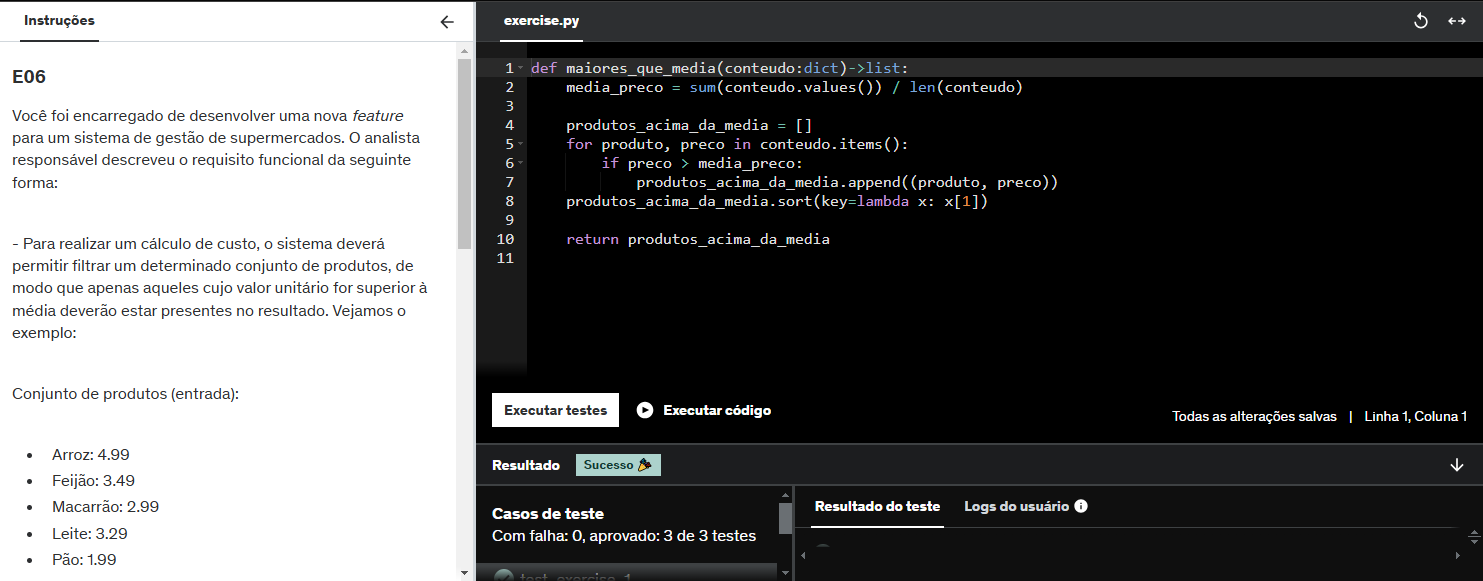 Instruções
E06
Você foi encarregado de desenvolver uma nova feature
para um sistema de gestão de supermercados. O analista
responsável descreveu o requisito funcional da seguinte
forma:
- Para realizar um cálculo de custo, o sistema deverá
permitir filtrar um determinado conjunto de produtos, de
modo que apenas aqueles cujo valor unitário for superior à
média deverão estar presentes no resultado. Vejamos o
exemplo:
Conjunto de produtos (entrada):
• Arroz: 4.99
• Feijão: 3.49
• Macarrão: 2.99
• Leite: 3.29
• Pão: 1.99
exercise.py
1 def maiores_que_media(conteudo:dict)->list:
2     media_preco = sum(conteudo.values()) / len(conteudo)
3
4     produtos_acima_da_media = []
5     for produto, preco in conteudo.items():
6         if preco > media_preco:
7             produtos_acima_da_media.append((produto, preco))
8     produtos_acima_da_media.sort(key=lambda x: x[1])
9
10     return produtos_acima_da_media
11
Executar testes Executar código
Todas as alterações salvas | Linha 1, Coluna 1
Resultado Sucesso
Casos de teste
Com falha: 0, aprovado: 3 de 3 testes
test_exercise_1
Resultado do teste Logs do usuário